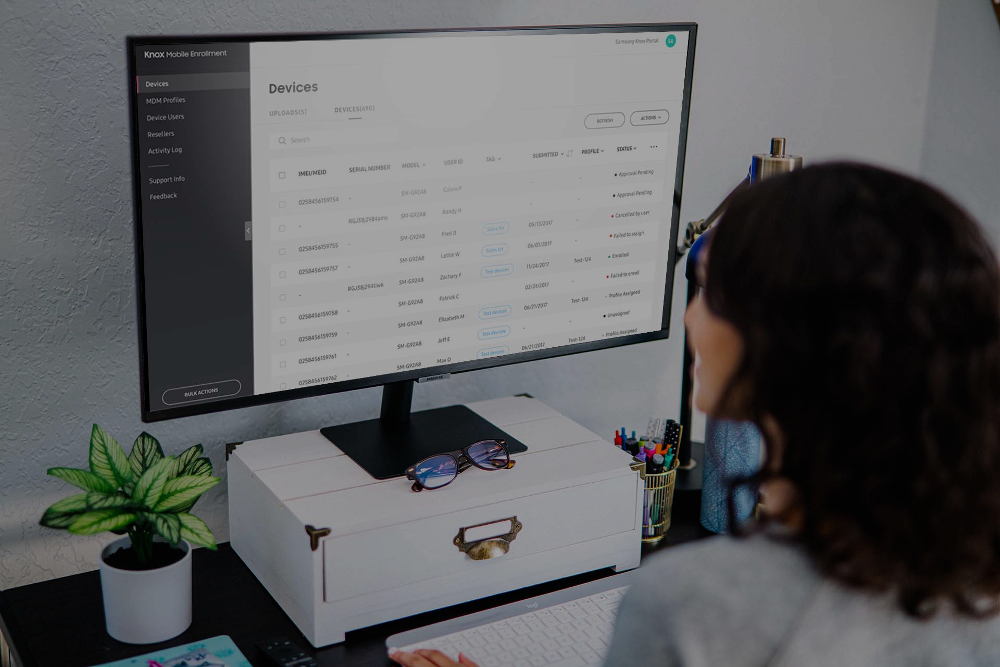 Knox Mobile Enrollment
Samsung Knox Portal SA
Devices
MDM Profiles
Device Users
Resellers
Activity Log
Support Info
Feedback
BULK ACTIONS
Devices
UPLOADS(5) DEVICES(490)
REFRESH ACTIONS
Search
IMEI/MEID SERIAL NUMBER MODEL USER ID TAG SUBMITTED PROFILE STATUS
0258456159754 - SM-G92A8 Calvin P - - Approval Pending
- RGJ38j2984ams SM-G92A8 Randy H - - Approval Pending
0258456159755 - SM-G92A8 Fred B Sales NY 05/13/2017 - Cancelled by user
0258456159757 - SM-G92A8 Lottie W Sales NY 06/01/2017 - Failed to assign
- RGJ38j294tiwk SM-G92A8 Zachary F Test devices 11/24/2017 Test-124 Enrolled
0258456159758 - SM-G92A8 Patrick C 02/01/2017 - Failed to enroll
0258456159759 - SM-G92A8 Elizabeth M Test devices 06/21/2017 Test-124 Profile Assigned
0258456159761 - SM-G92A8 Jeff E Test devices - - Unassigned
0258456159762 - SM-G92A8 Max O Test devices 06/21/2017 Test-124 Profile Assigned
SAMSUNG
logi